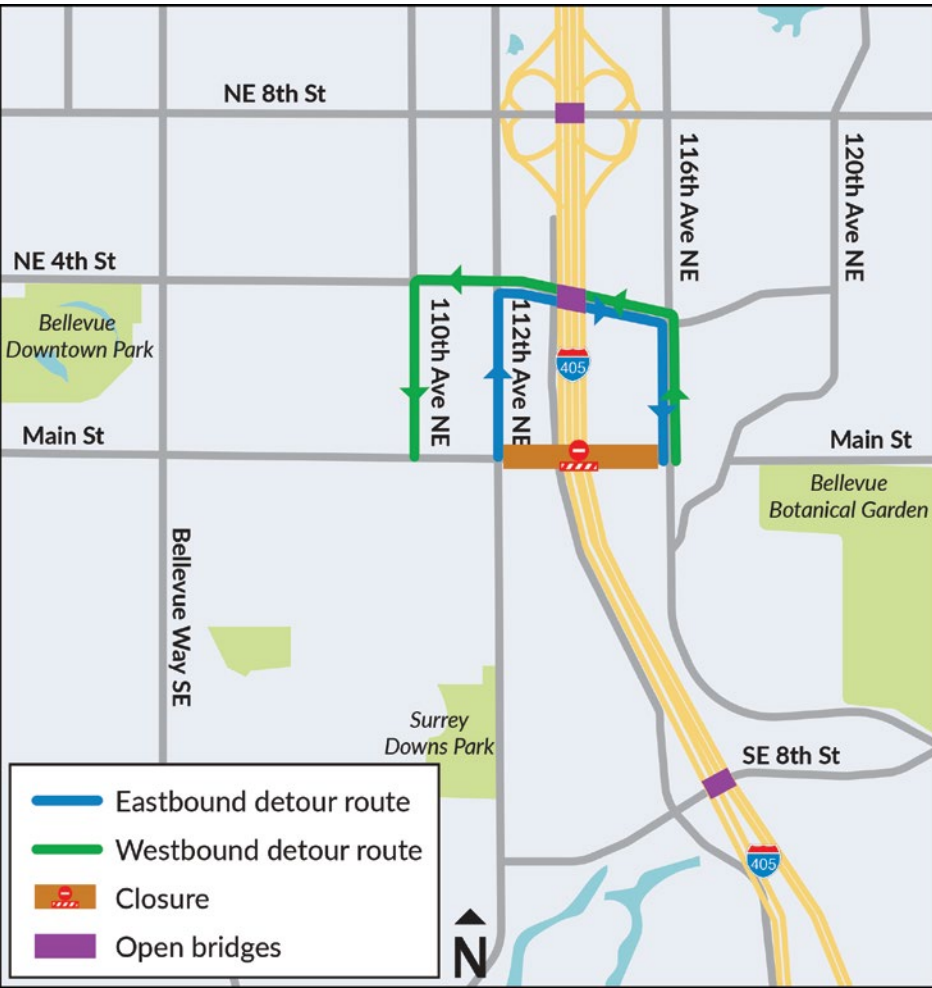 NE 8th St
116th Ave NE
120th Ave NE
NE 4th St
Bellevue
Downtown Park
110th Ave NE
112th Ave NE
405
Main St
Main St
Bellevue
Botanical Garden
Bellevue Way SE
Surrey
Downs Park
SE 8th St
405
Eastbound detour route
Westbound detour route
Closure
Open bridges
N